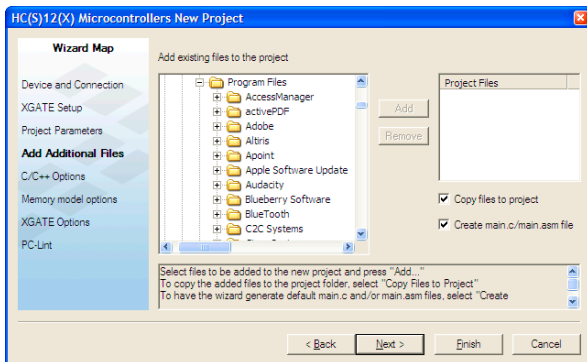 HC(S)12(X) Microcontrollers New Project
Wizard Map
Device and Connection
XGATE Setup
Project Parameters
Add Additional Files
C/C++ Options
Memory model options
XGATE Options
PC-Lint
Add existing files to the project
Program Files
AccessManager
activePDF
Adobe
Altiris
Apoint
Apple Software Update
Audacity
Blueberry Software
BlueTooth
C2C Systems
Add
Remove
Project Files
Copy files to project
Create main.c/main.asm file
Select files to be added to the new project and press "Add..."
To copy the added files to the project folder, select "Copy Files to Project"
To have the wizard generate default main.c and/or main.asm files, select "Create
< Back
Next >
Finish
Cancel